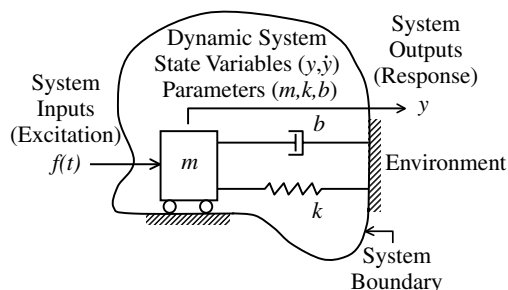 Dynamic System
State Variables (y,ẏ)
Parameters (m,k,b)
System
Outputs
(Response)
y
System
Inputs
(Excitation)
f(t)
m
b
k
Environment
System
Boundary